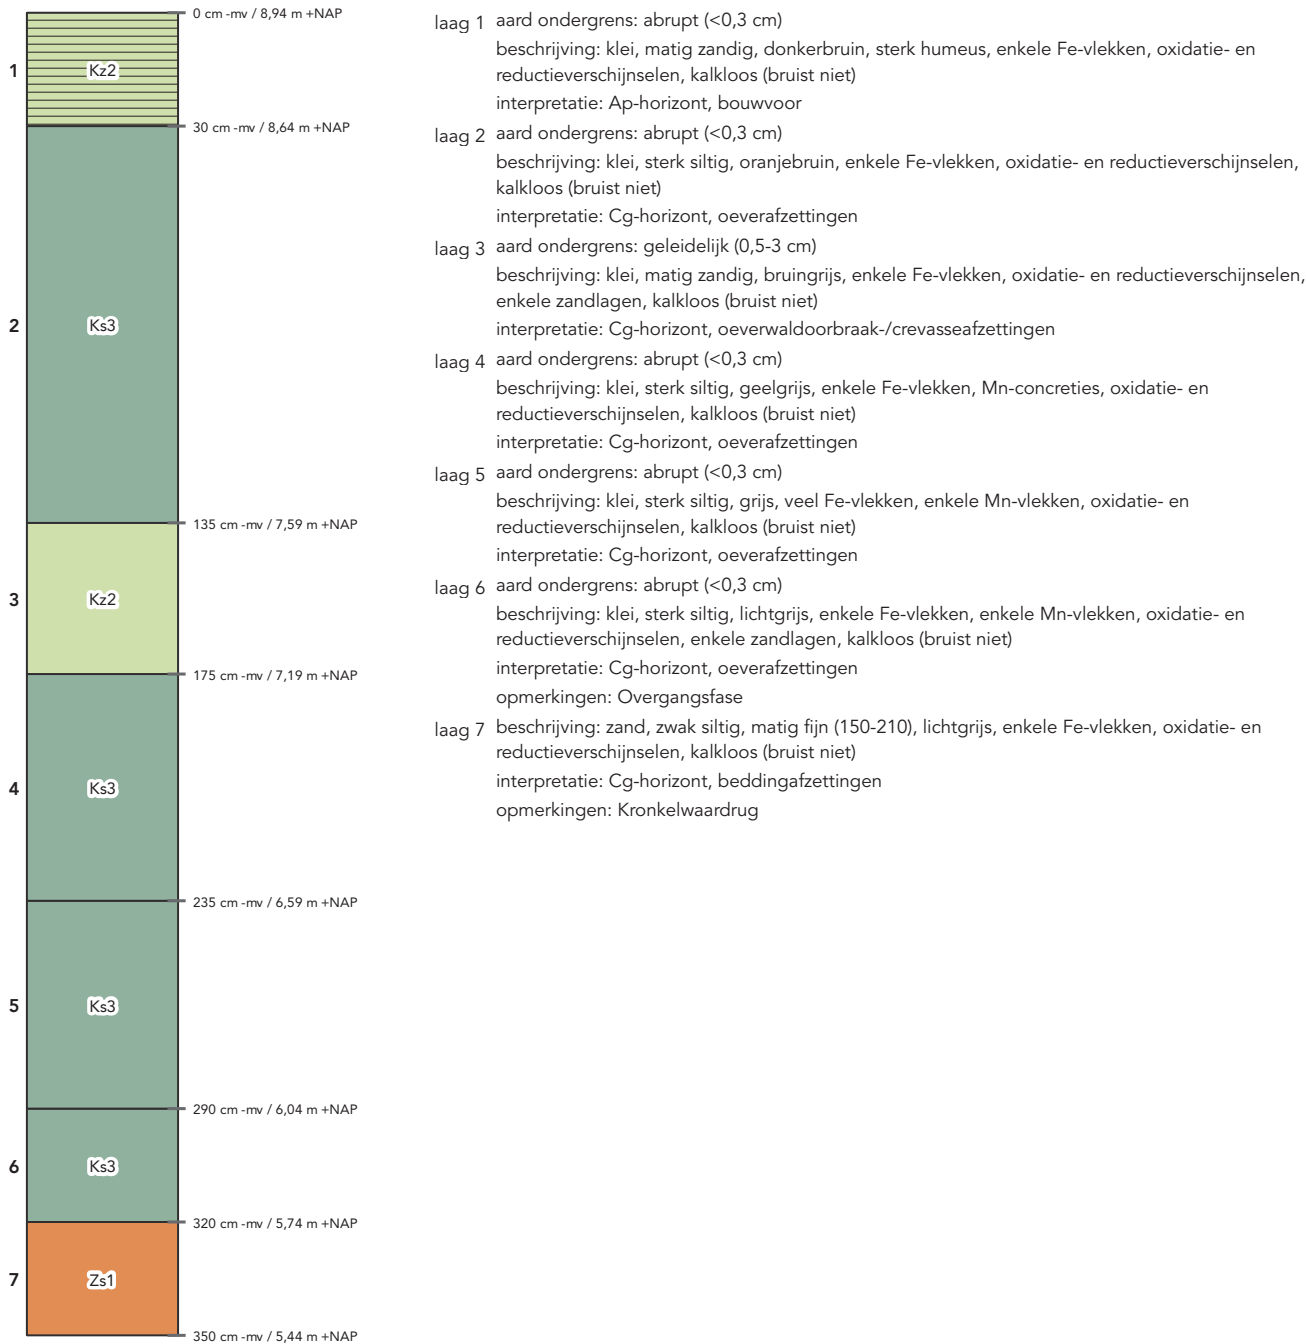 0 cm -mv / 8,94 m +NAP
1
Kz2
30 cm -mv / 8,64 m +NAP
2
Ks3
135 cm -mv / 7,59 m +NAP
3
Kz2
175 cm -mv / 7,19 m +NAP
4
Ks3
235 cm -mv / 6,59 m +NAP
5
Ks3
290 cm -mv / 6,04 m +NAP
6
Ks3
320 cm -mv / 5,74 m +NAP
7
Zs1
350 cm -mv / 5,44 m +NAP
laag 1 aard ondergrens: abrupt (<0,3 cm)
beschrijving: klei, matig zandig, donkerbruin, sterk humeus, enkele Fe-vlekken, oxidatie- en
reductieverschijnselen, kalkloos (bruist niet)
interpretatie: Ap-horizont, bouwvoor
laag 2 aard ondergrens: abrupt (<0,3 cm)
beschrijving: klei, sterk siltig, oranjebruin, enkele Fe-vlekken, oxidatie- en reductieverschijnselen,
kalkloos (bruist niet)
interpretatie: Cg-horizont, oeverafzettingen
laag 3 aard ondergrens: geleidelijk (0,5-3 cm)
beschrijving: klei, matig zandig, bruingrijs, enkele Fe-vlekken, oxidatie- en reductieverschijnselen,
enkele zandlagen, kalkloos (bruist niet)
interpretatie: Cg-horizont, oeverwaldoorbraak-/crevasseafzettingen
laag 4 aard ondergrens: abrupt (<0,3 cm)
beschrijving: klei, sterk siltig, geelgrijs, enkele Fe-vlekken, Mn-concreties, oxidatie- en
reductieverschijnselen, kalkloos (bruist niet)
interpretatie: Cg-horizont, oeverafzettingen
laag 5 aard ondergrens: abrupt (<0,3 cm)
beschrijving: klei, sterk siltig, grijs, veel Fe-vlekken, enkele Mn-vlekken, oxidatie- en
reductieverschijnselen, kalkloos (bruist niet)
interpretatie: Cg-horizont, oeverafzettingen
laag 6 aard ondergrens: abrupt (<0,3 cm)
beschrijving: klei, sterk siltig, lichtgrijs, enkele Fe-vlekken, enkele Mn-vlekken, oxidatie- en
reductieverschijnselen, enkele zandlagen, kalkloos (bruist niet)
interpretatie: Cg-horizont, oeverafzettingen
opmerkingen: Overgangsfase
laag 7 beschrijving: zand, zwak siltig, matig fijn (150-210), lichtgrijs, enkele Fe-vlekken, oxidatie- en
reductieverschijnselen, kalkloos (bruist niet)
interpretatie: Cg-horizont, beddingafzettingen
opmerkingen: Kronkelwaardrug